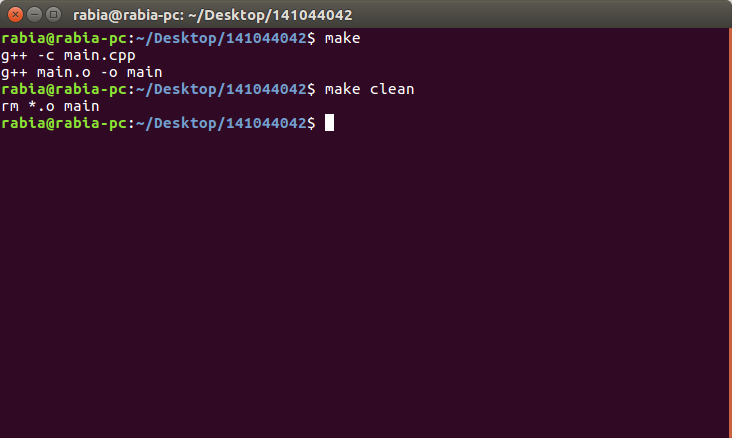 rabia@rabia-pc: ~/Desktop/141044042
rabia@rabia-pc:~/Desktop/141044042$ make
g++ -c main.cpp
g++ main.o -o main
rabia@rabia-pc:~/Desktop/141044042$ make clean
rm *.o main
rabia@rabia-pc:~/Desktop/141044042$